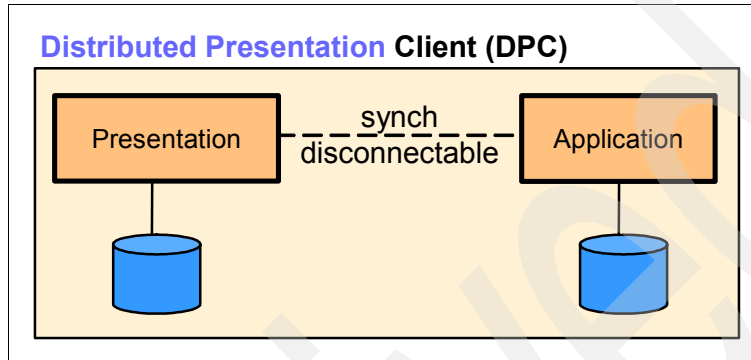 Distributed Presentation Client (DPC)
Presentation
synch
disconnectable
Application